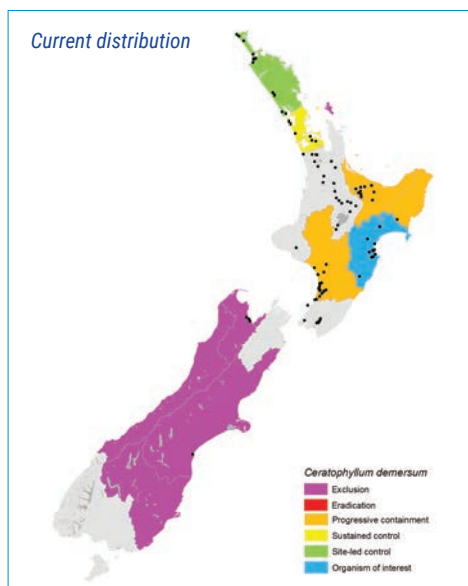 Current distribution
Ceratophyllum demersum
Exclusion
Eradication
Progressive containment
Sustained control
Site-led control
Organism of interest